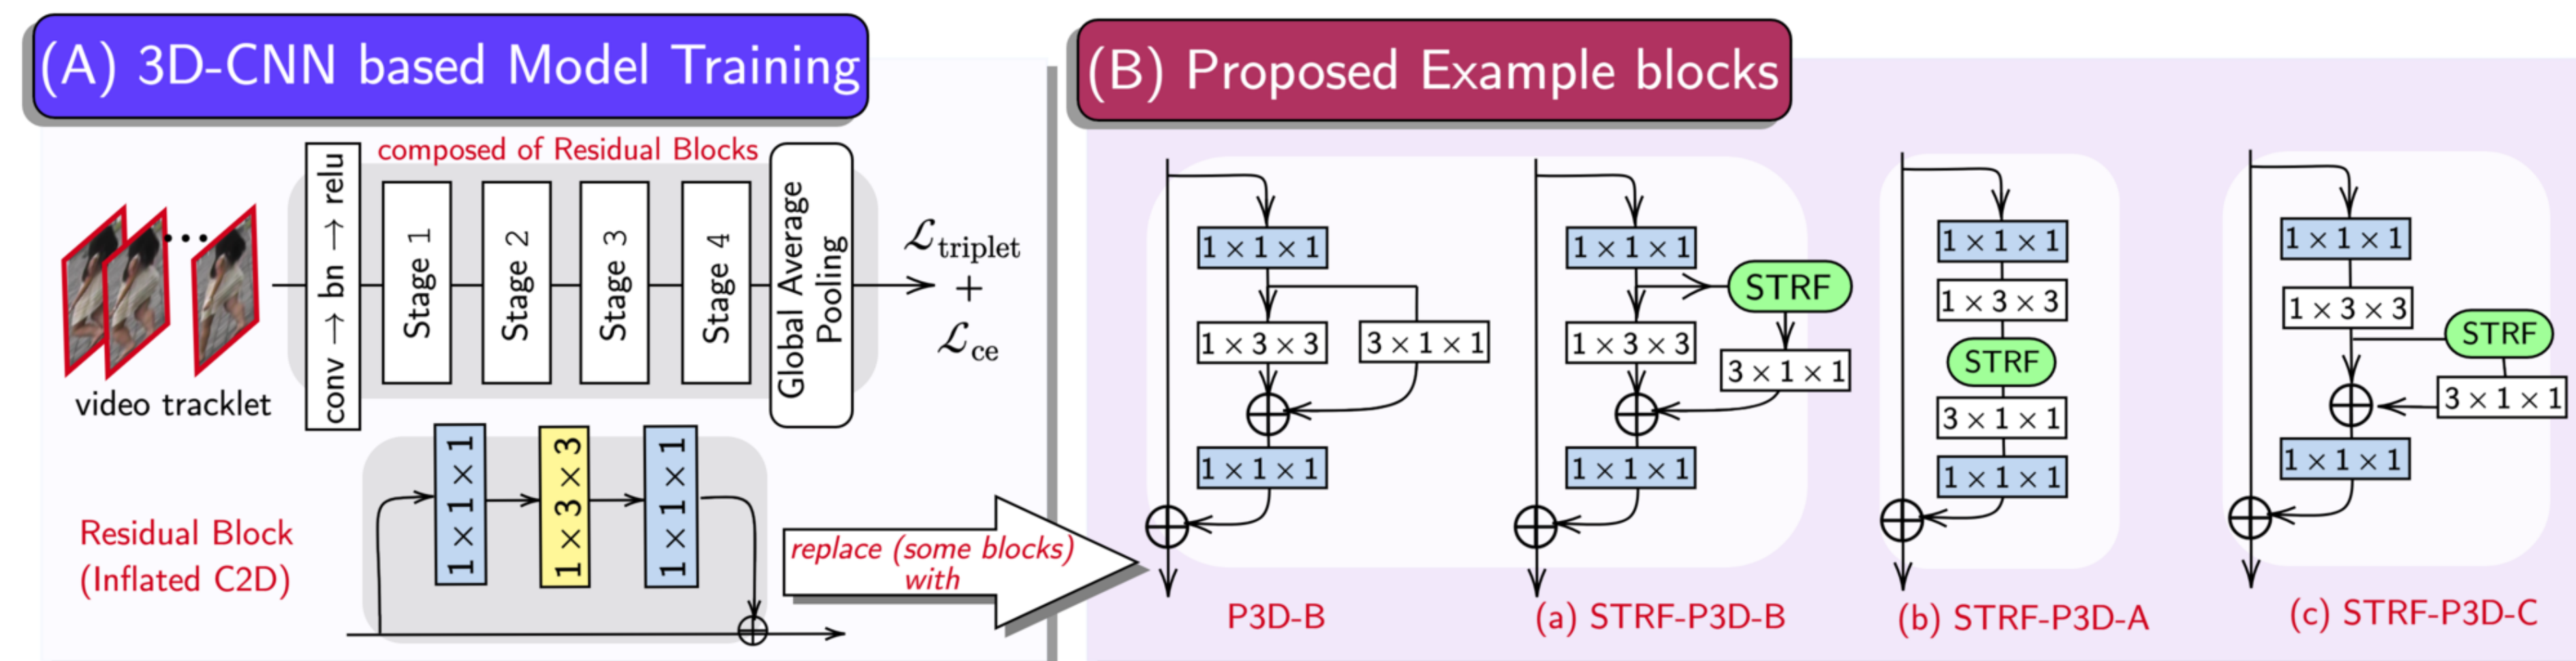 (A) 3D-CNN based Model Training
composed of Residual Blocks
video tracklet
...
conv → bn → relu
Stage 1
Stage 2
Stage 3
Stage 4
Global Average
Pooling
ℒtriplet
+
ℒce
Residual Block
(Inflated C2D)
1 × 1 × 1
1 × 3 × 3
1 × 1 × 1
replace (some blocks)
with
(B) Proposed Example blocks
1 × 1 × 1
1 × 3 × 3
3 × 1 × 1
1 × 1 × 1
P3D-B
1 × 1 × 1
STRF
1 × 3 × 3
3 × 1 × 1
1 × 1 × 1
(a) STRF-P3D-B
1 × 1 × 1
1 × 3 × 3
STRF
3 × 1 × 1
1 × 1 × 1
(b) STRF-P3D-A
1 × 1 × 1
1 × 3 × 3
STRF
3 × 1 × 1
1 × 1 × 1
(c) STRF-P3D-C